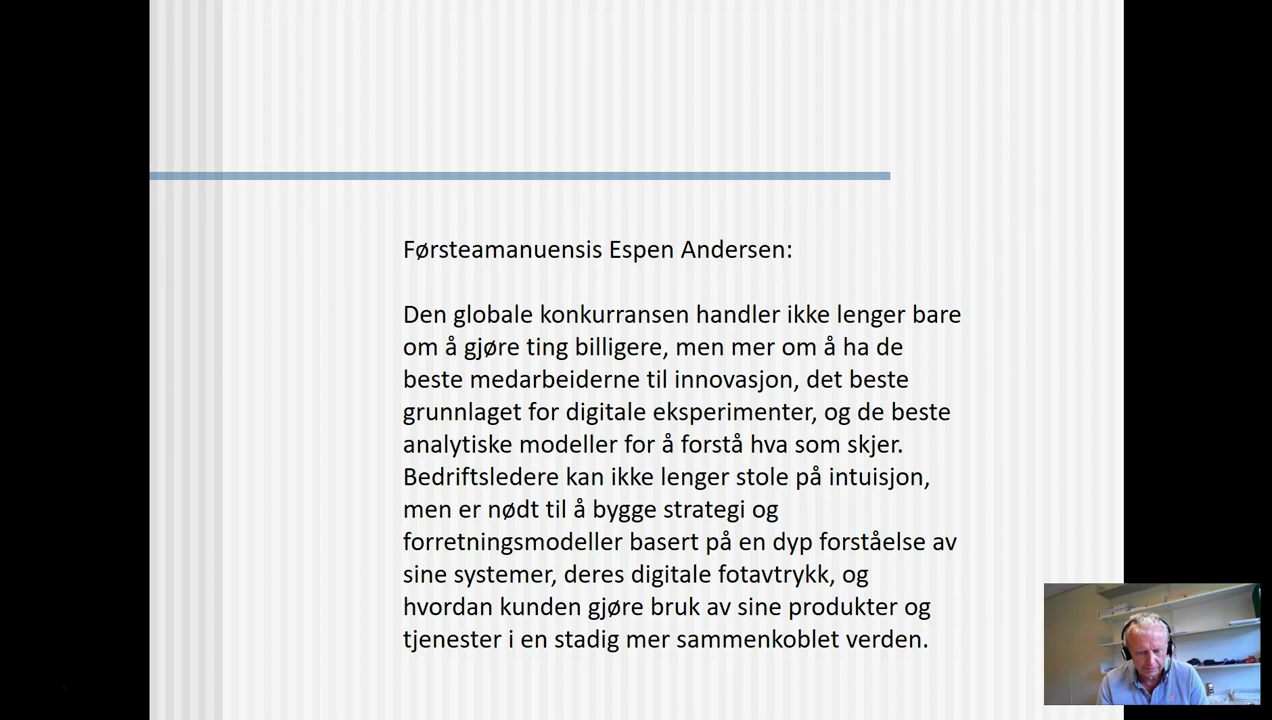 Førsteamanuensis Espen Andersen:
Den globale konkurransen handler ikke lenger bare
om å gjøre ting billigere, men mer om å ha de
beste medarbeiderne til innovasjon, det beste
grunnlaget for digitale eksperimenter, og de beste
analytiske modeller for å forstå hva som skjer.
Bedriftsledere kan ikke lenger stole på intuisjon,
men er nødt til å bygge strategi og
forretningsmodeller basert på en dyp forståelse av
sine systemer, deres digitale fotavtrykk, og
hvordan kunden gjøre bruk av sine produkter og
tjenester i en stadig mer sammenkoblet verden.